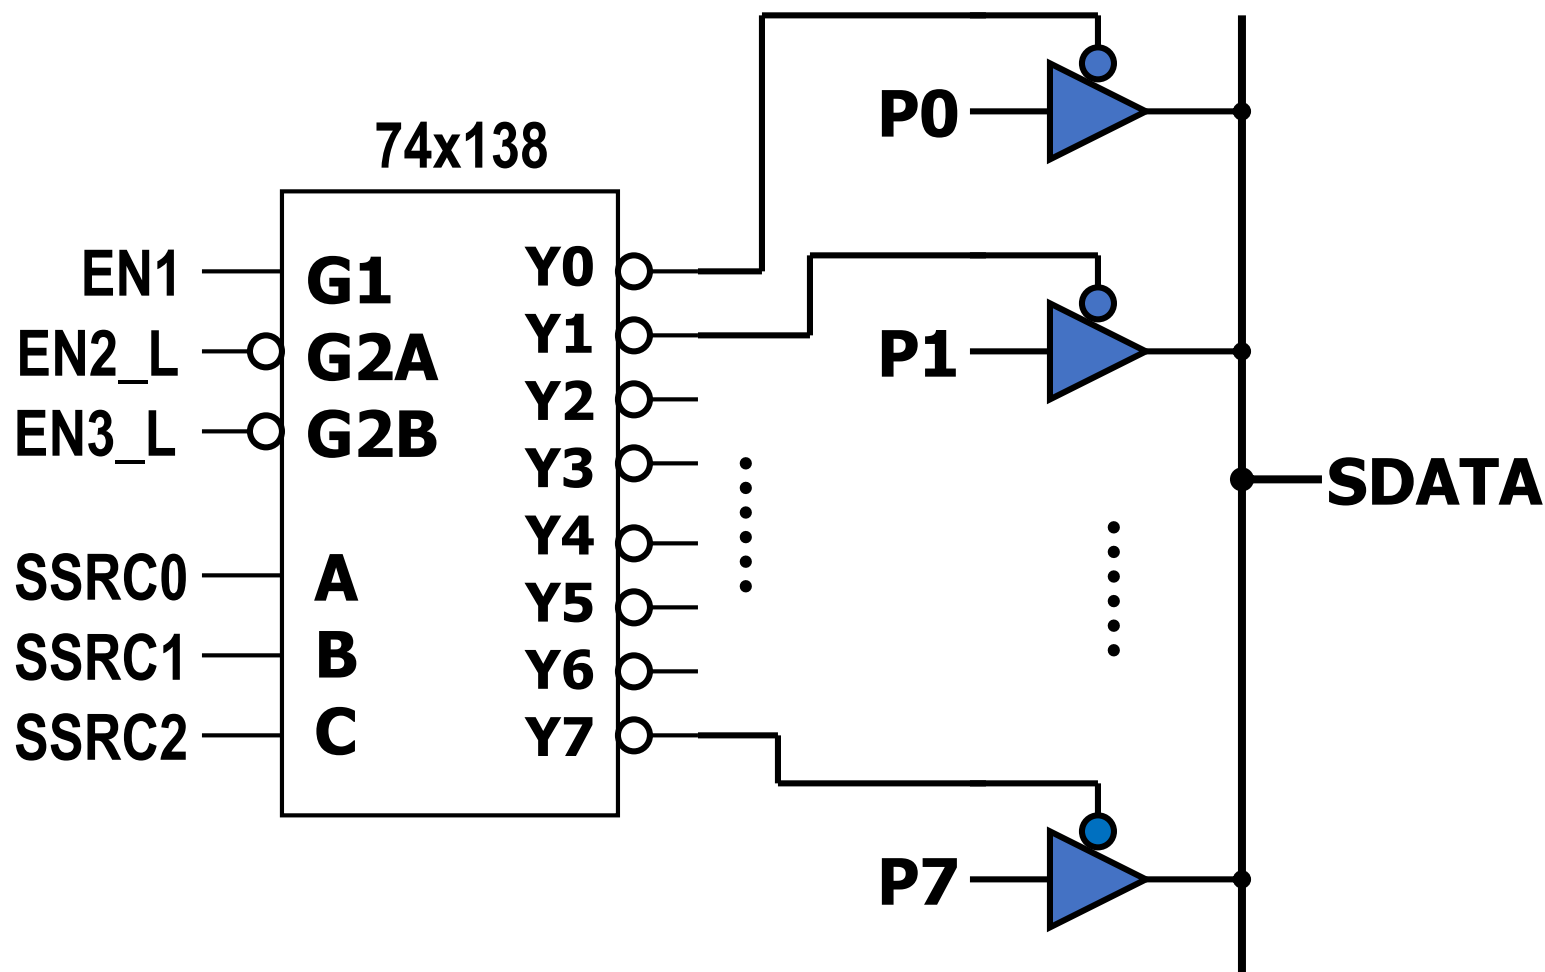 74x138
EN1
EN2_L
EN3_L
SSRC0
SSRC1
SSRC2
G1
G2A
G2B
A
B
C
Y0
Y1
Y2
Y3
Y4
Y5
Y6
Y7
P0
P1
P7
SDATA